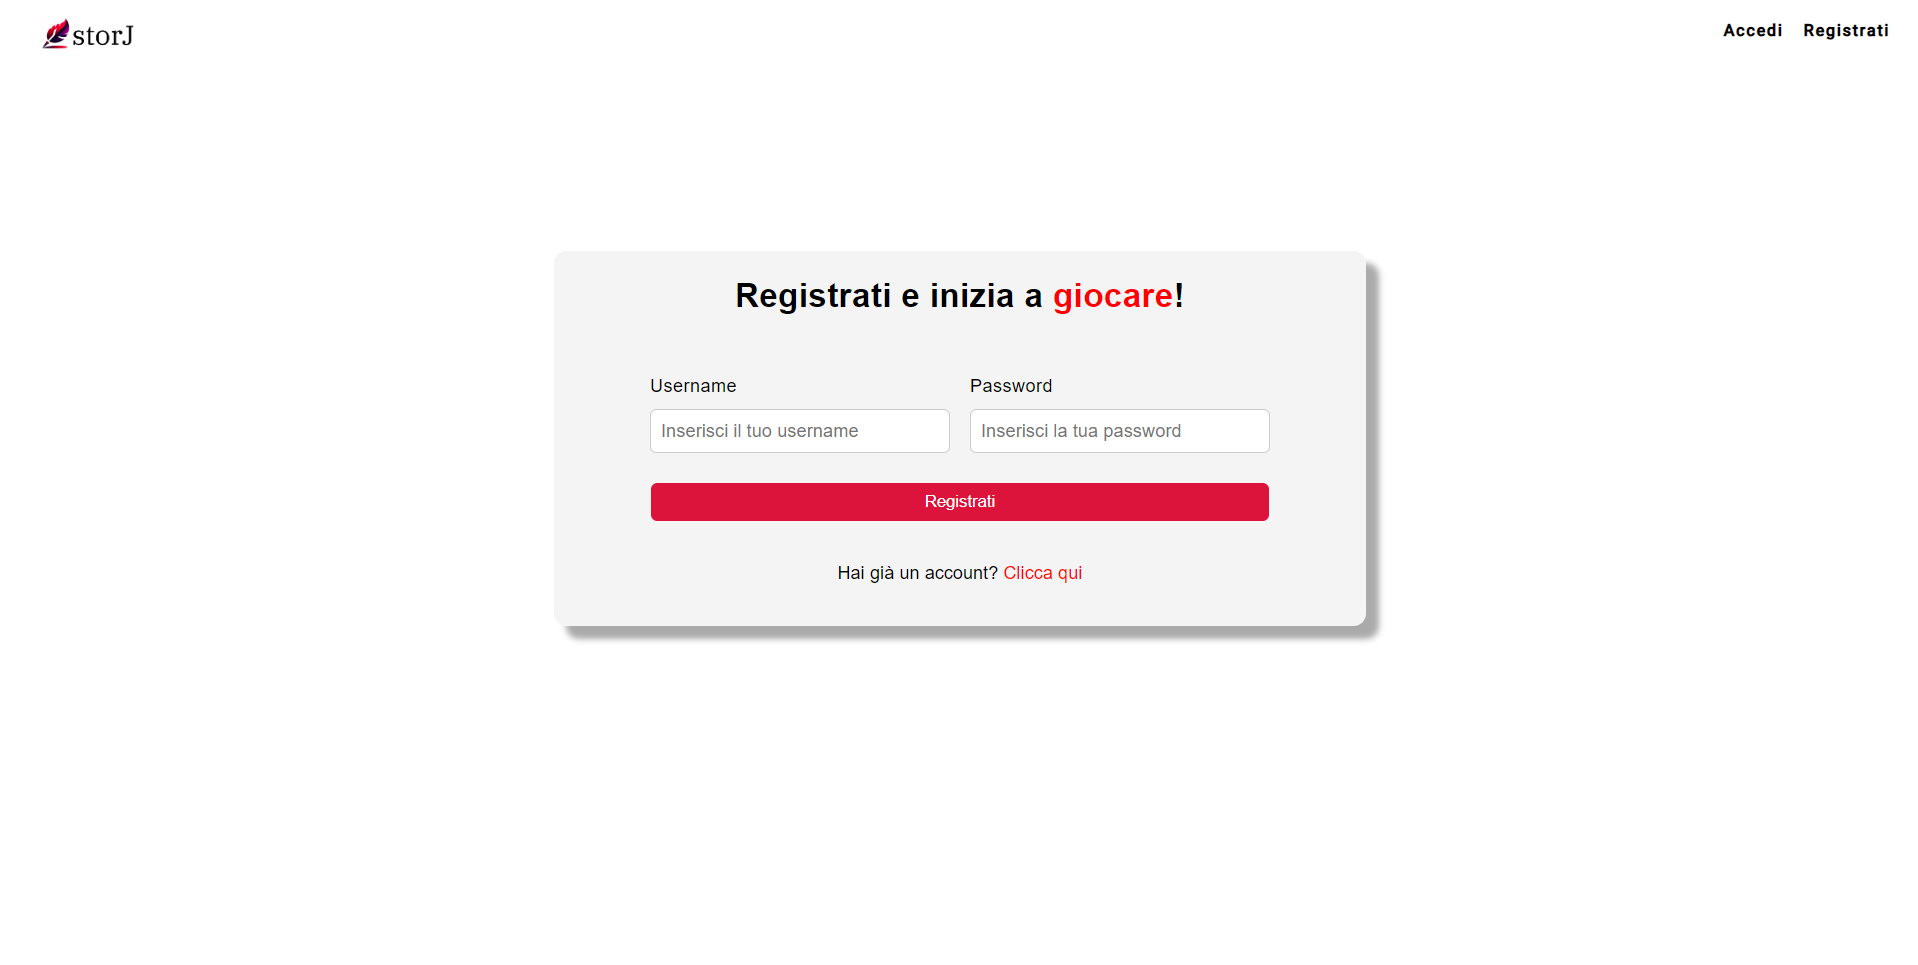 storJ
Accedi Registrati
Registrati e inizia a giocare!
Username Password
Inserisci il tuo username Inserisci la tua password
Registrati
Hai già un account? Clicca qui